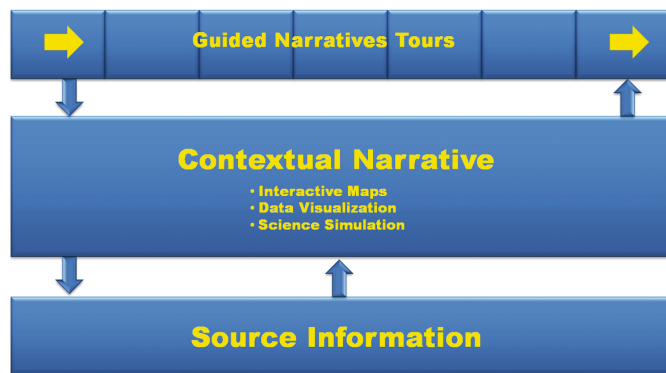 Guided Narratives Tours
Contextual Narrative
• Interactive Maps
• Data Visualization
• Science Simulation
Source Information